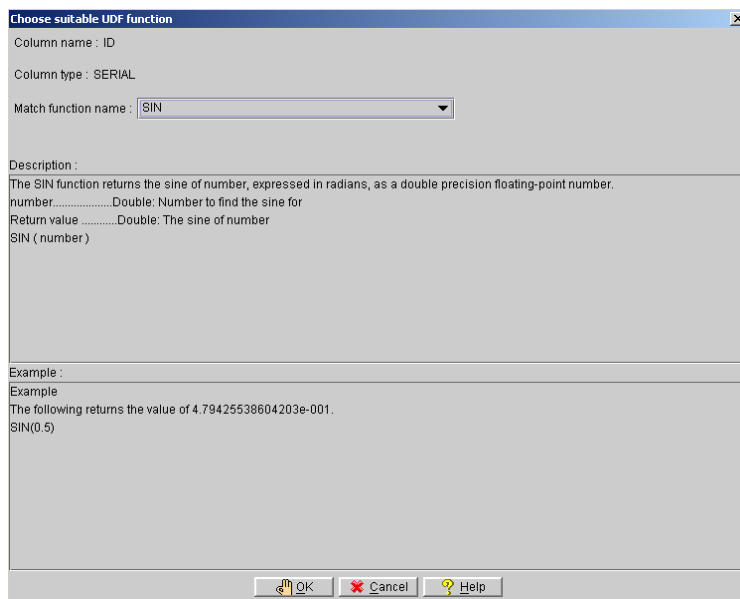 Choose suitable UDF function
Column name : ID
Column type : SERIAL
Match function name : SIN
Description :
The SIN function returns the sine of number, expressed in radians, as a double precision floating-point number.
number...................Double: Number to find the sine for
Return value ............Double: The sine of number
SIN ( number )
Example :
Example
The following returns the value of 4.79425538604203e-001.
SIN(0.5)
OK Cancel Help